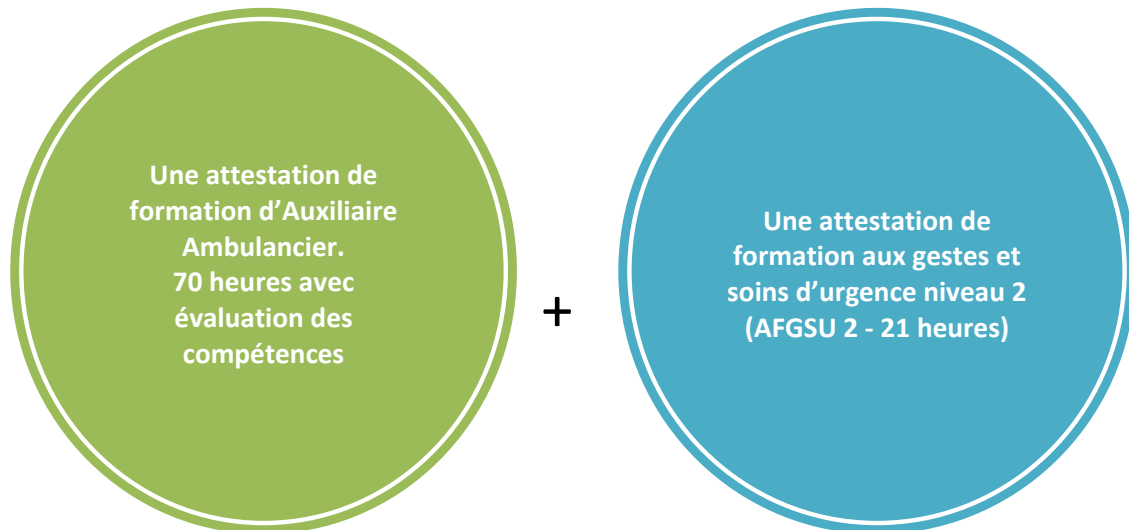 Une attestation de
formation d’Auxiliaire
Ambulancier.
70 heures avec
évaluation des
compétences
+
Une attestation de
formation aux gestes et
soins d’urgence niveau 2
(AFGSU 2 - 21 heures)